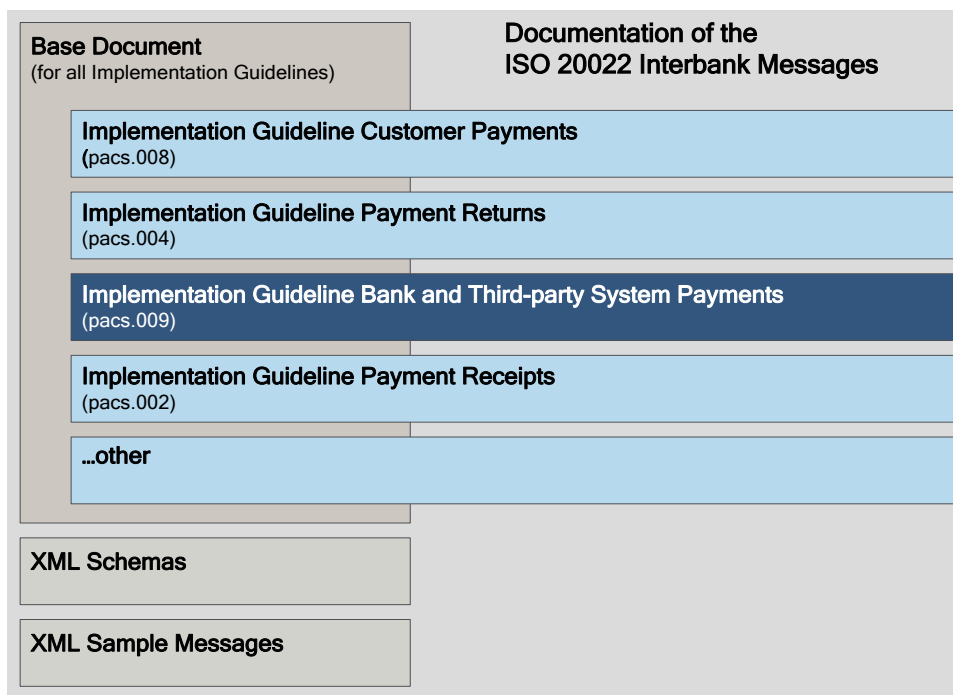 Base Document
(for all Implementation Guidelines)
Documentation of the
ISO 20022 Interbank Messages
Implementation Guideline Customer Payments
(pacs.008)
Implementation Guideline Payment Returns
(pacs.004)
Implementation Guideline Bank and Third-party System Payments
(pacs.009)
Implementation Guideline Payment Receipts
(pacs.002)
...other
XML Schemas
XML Sample Messages